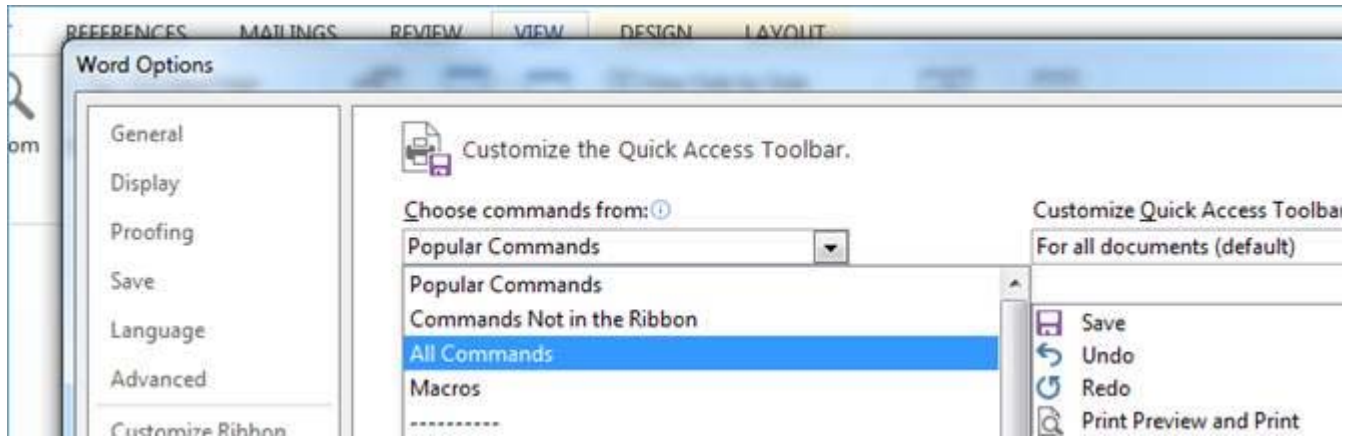 REFERENCES MAILINGS REVIEW VIEW DESIGN LAYOUT
Word Options
om
General
Display
Proofing
Save
Language
Advanced
Customize Ribbon
Customize the Quick Access Toolbar.
Choose commands from:
Popular Commands
Popular Commands
Commands Not in the Ribbon
All Commands
Macros
----------
Customize Quick Access Toolba
For all documents (default)
Save
Undo
Redo
Print Preview and Print